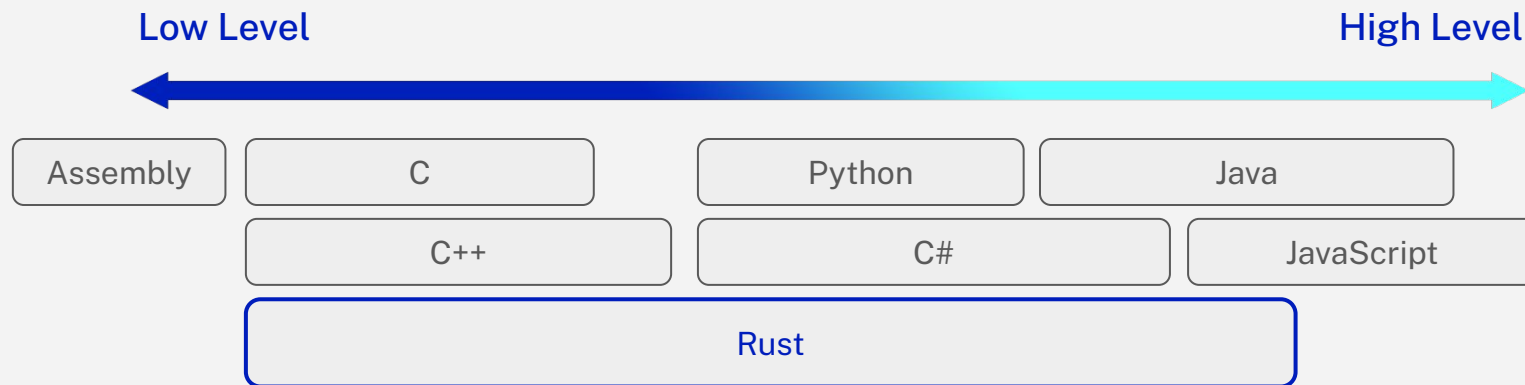 Low Level High Level
Assembly C Python Java
C++ C# JavaScript
Rust